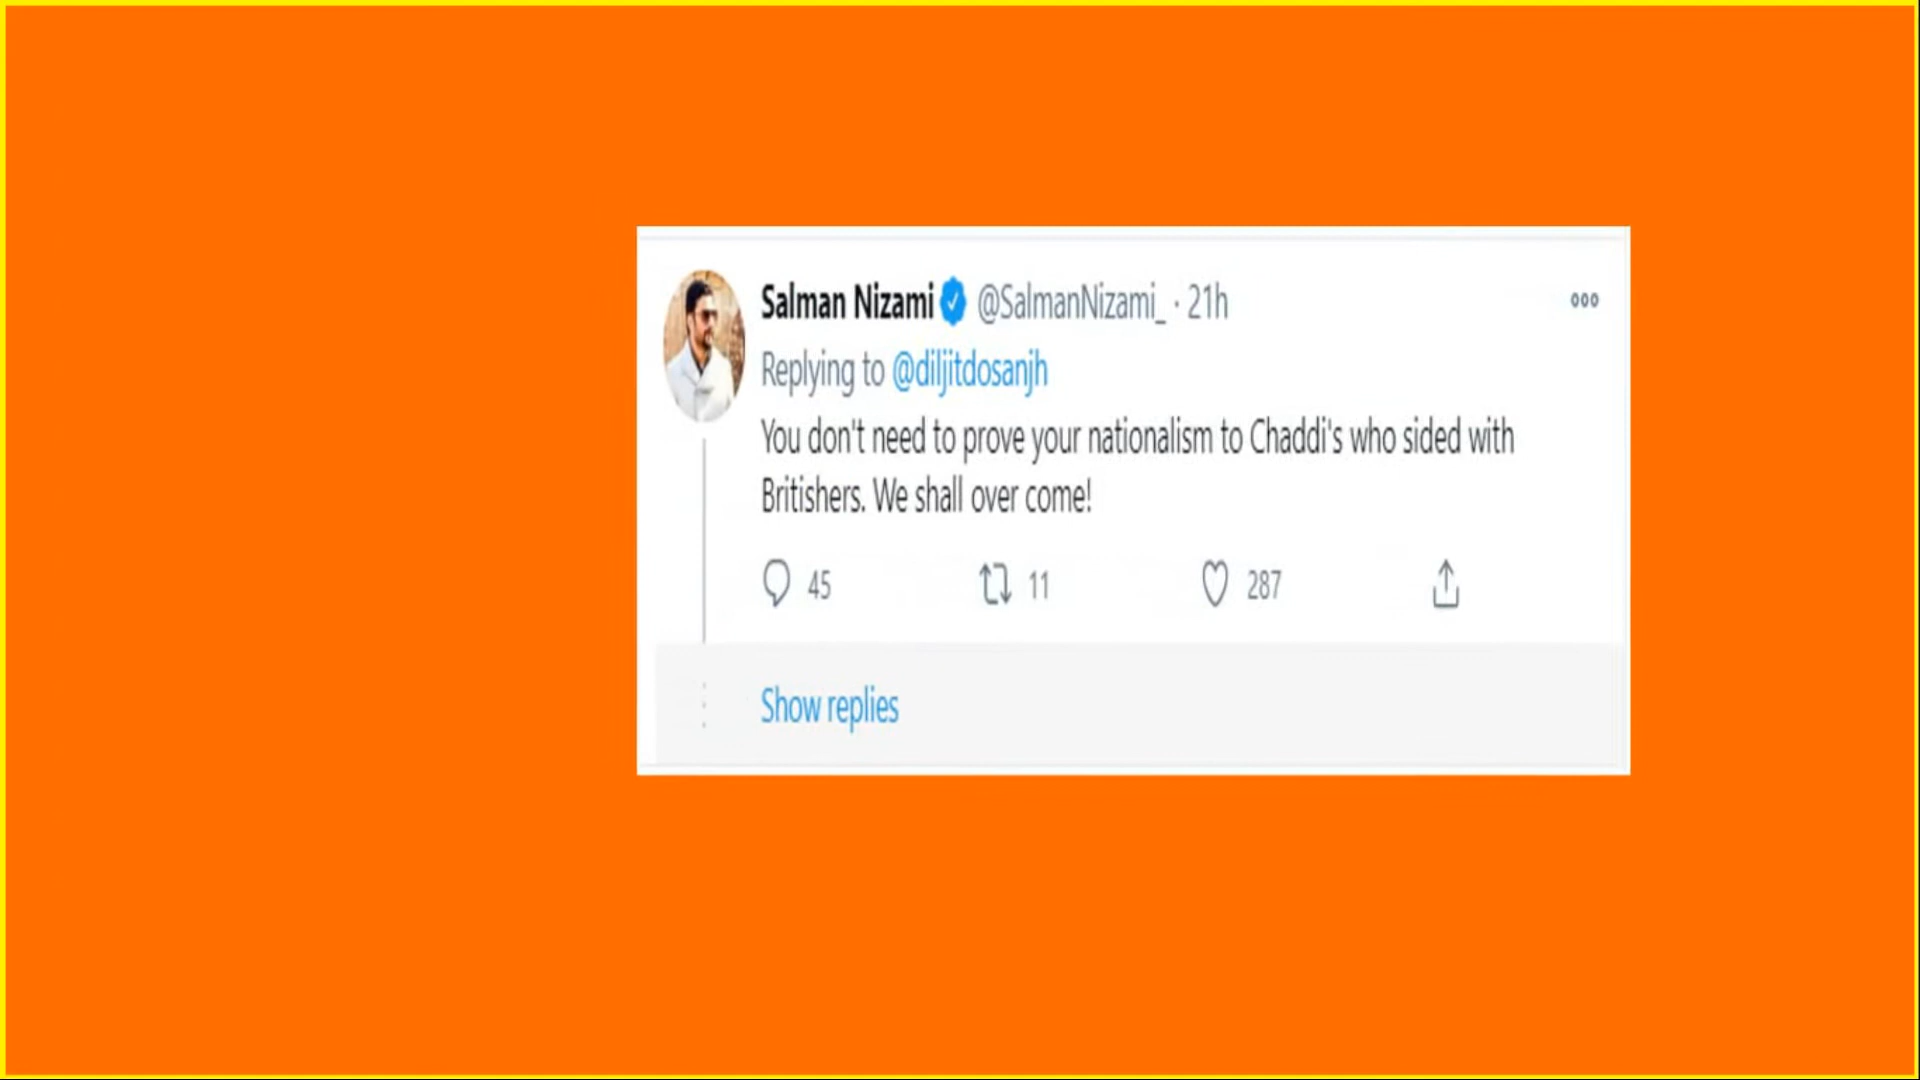 Salman Nizami @SalmanNizami_ · 21h
Replying to @diljitdosanjh
You don't need to prove your nationalism to Chaddi's who sided with
Britishers. We shall over come!
45 11 287
Show replies